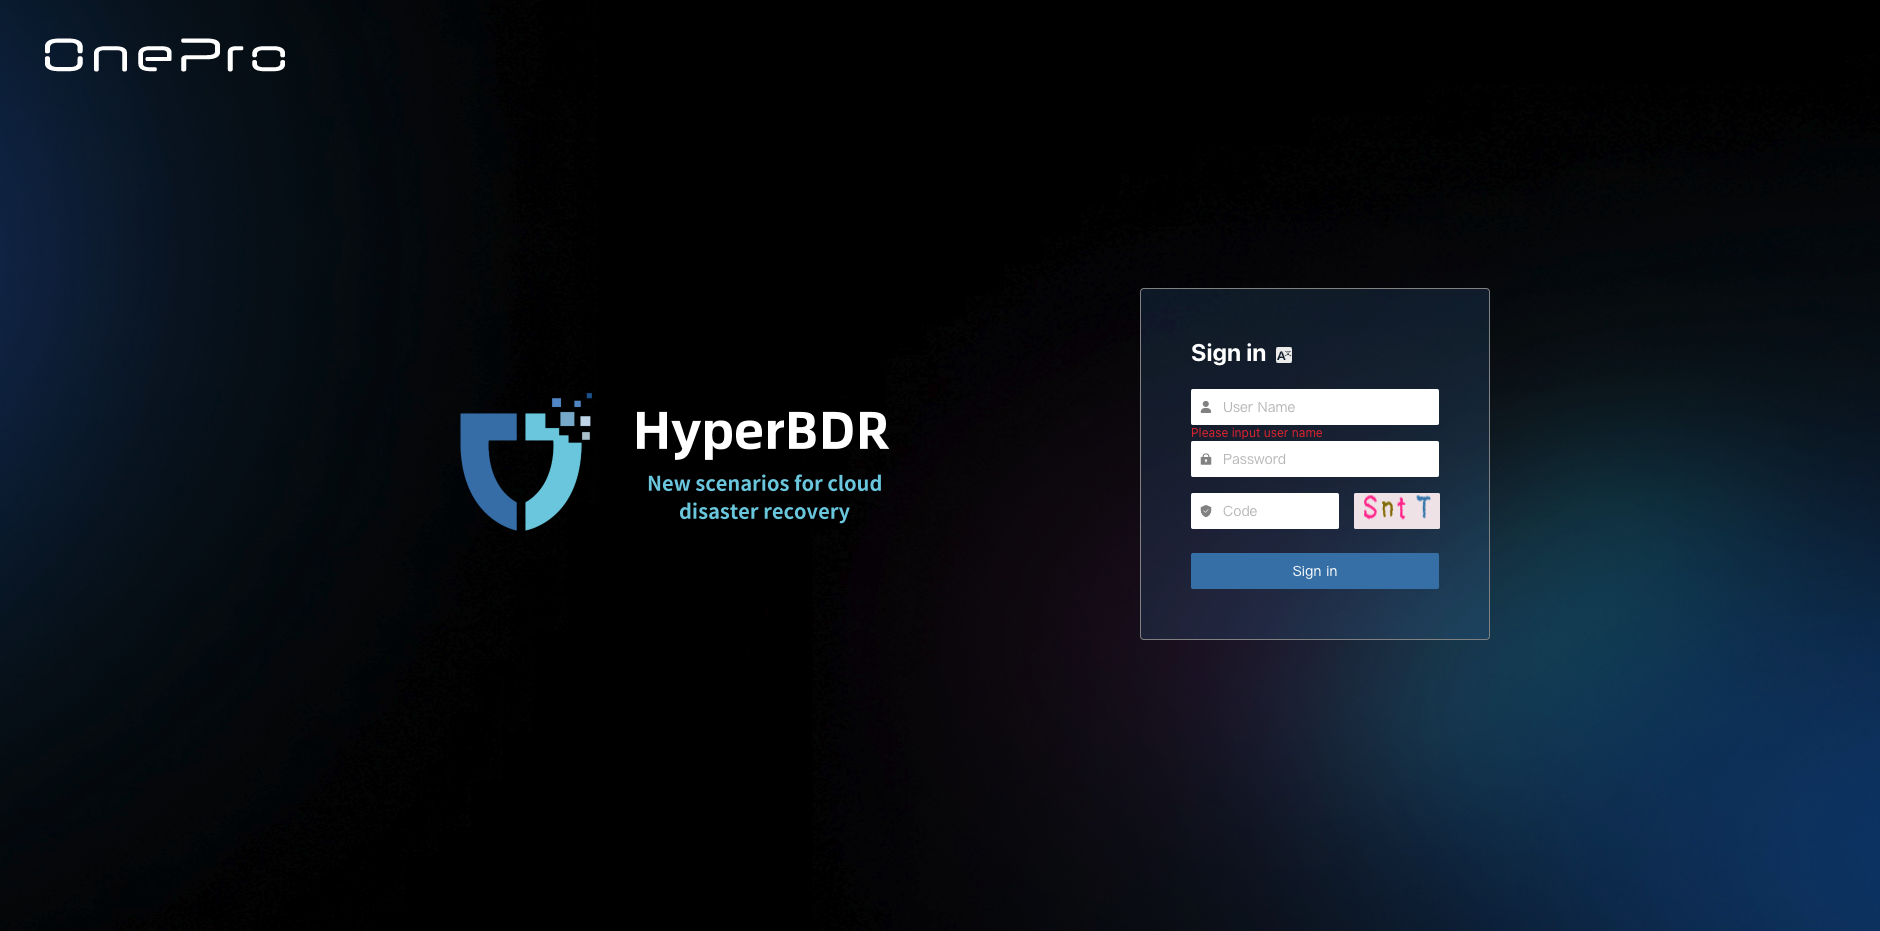 OnePro
HyperBDR
New scenarios for cloud
disaster recovery
Sign in
User Name
Please input user name
Password
Code
Snt T
Sign in